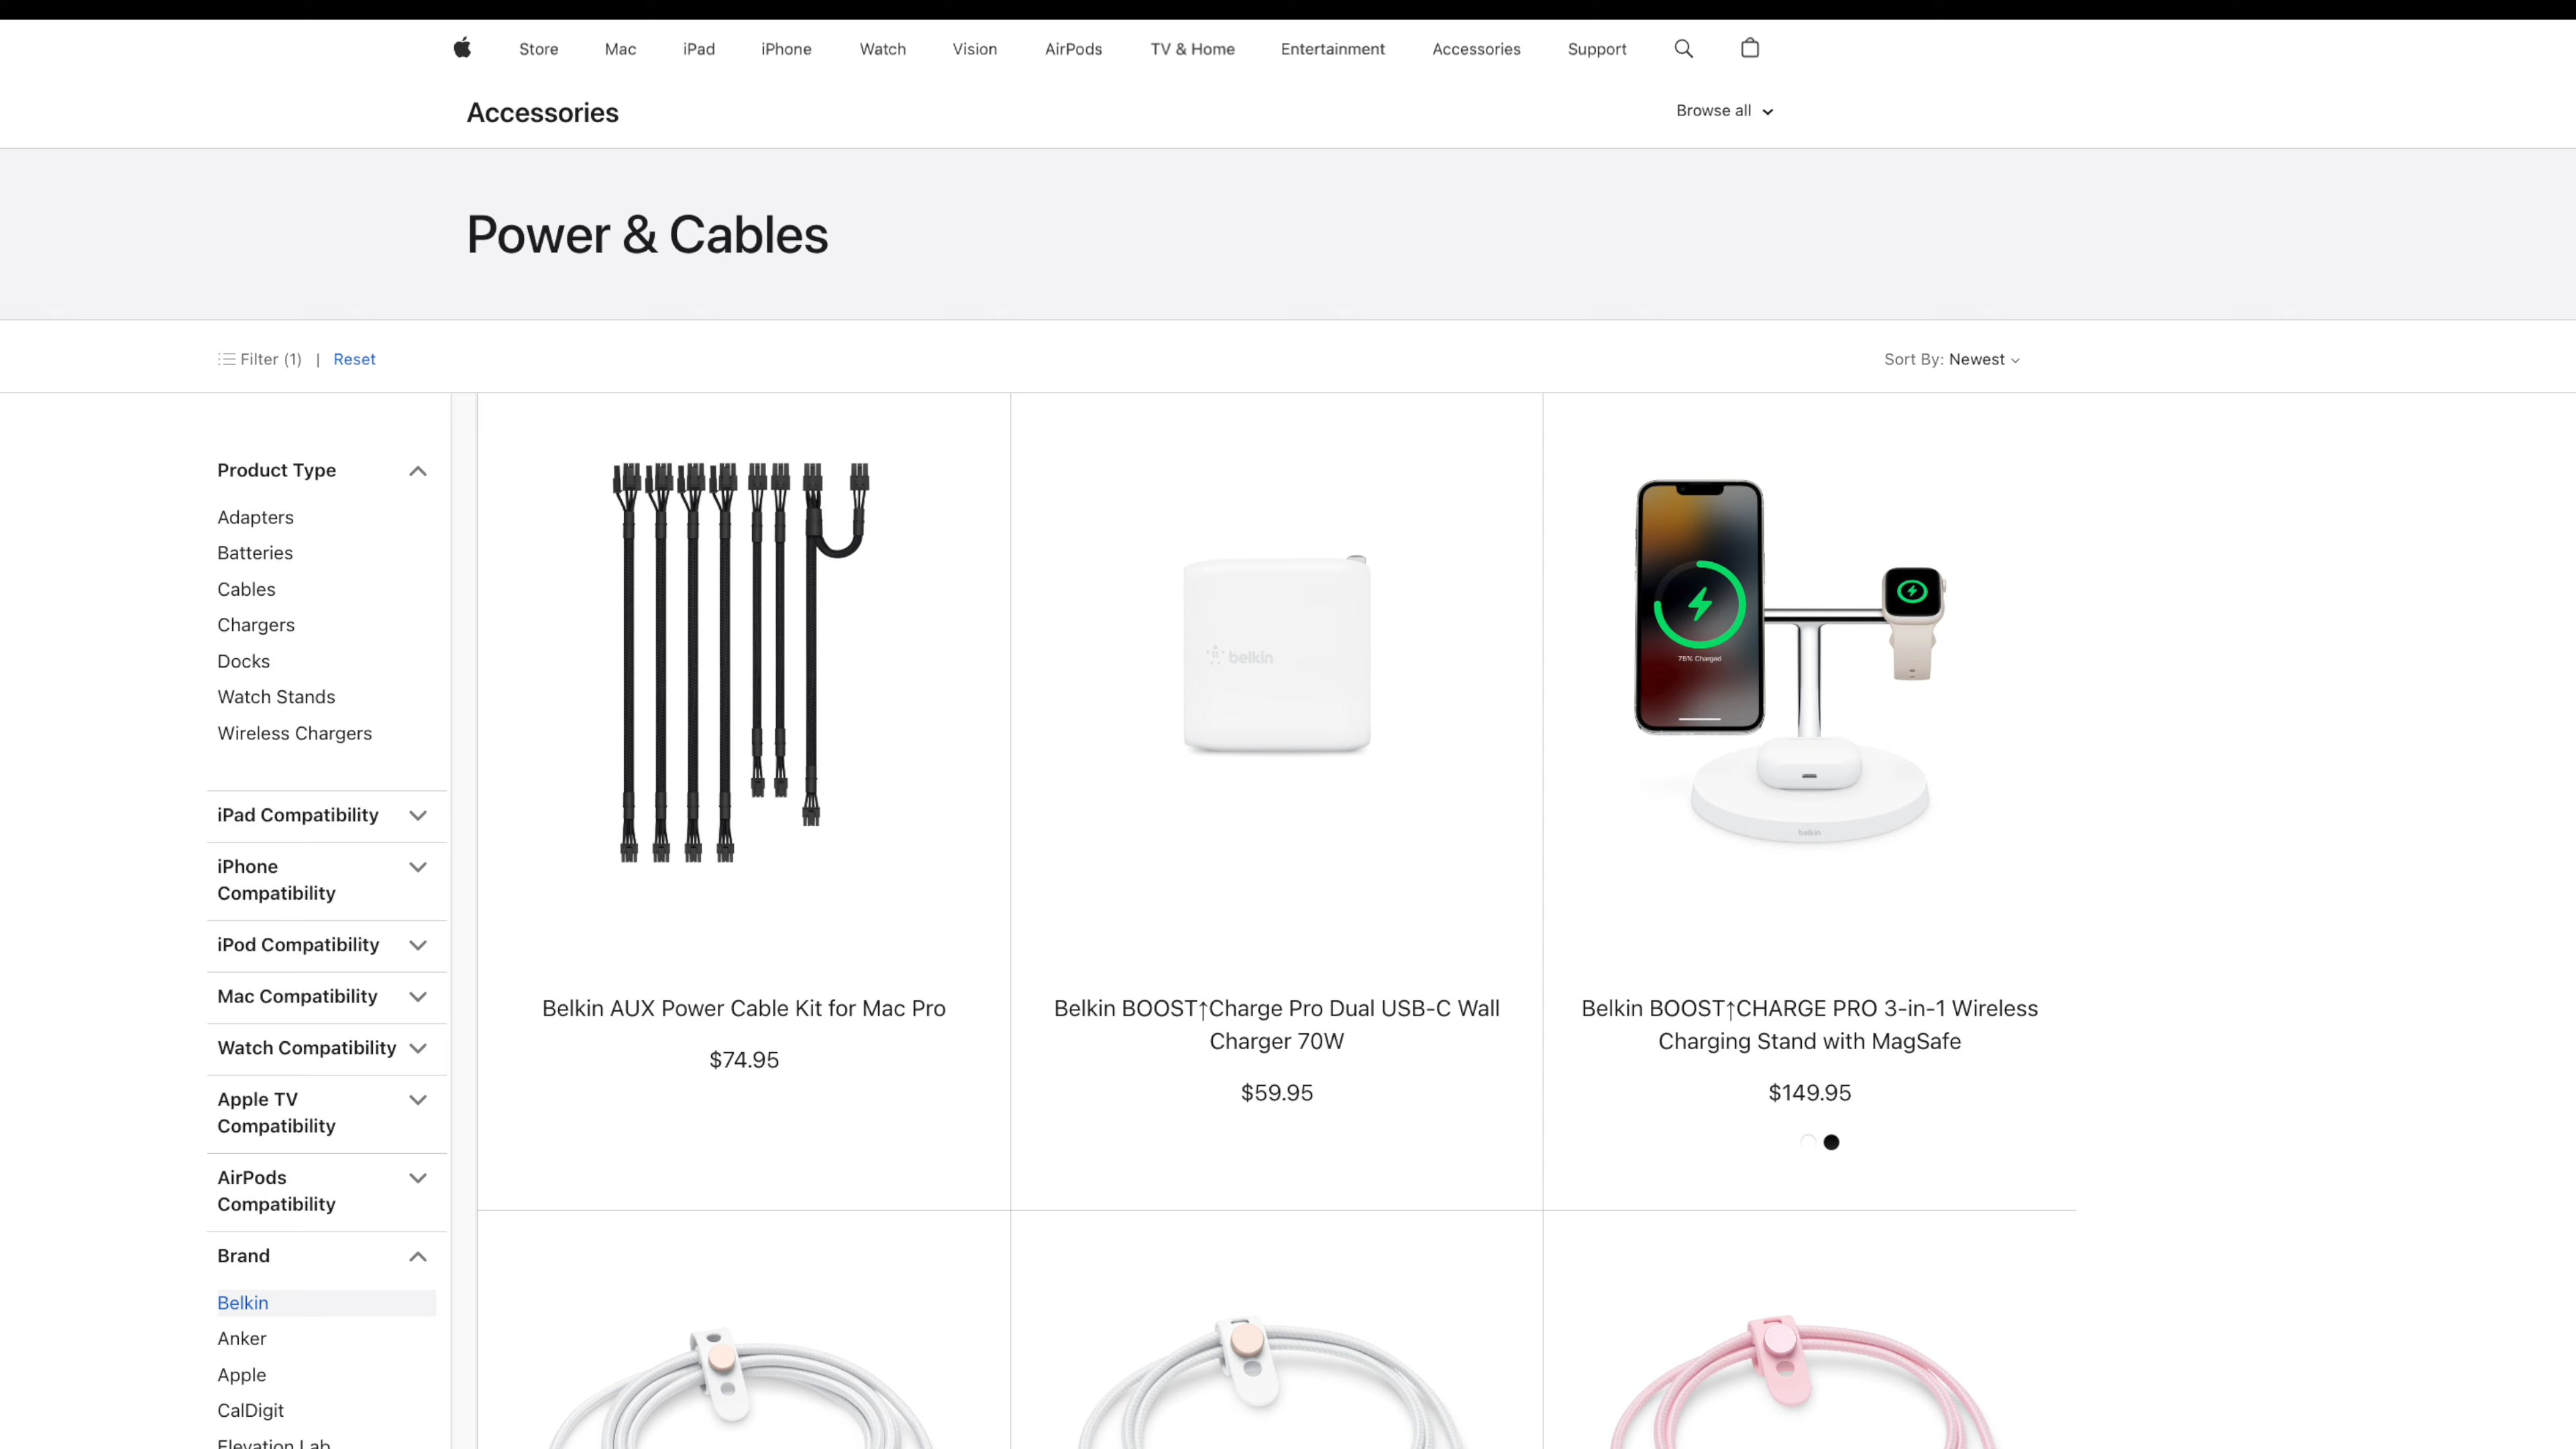 Store Mac iPad iPhone Watch Vision AirPods TV & Home Entertainment Accessories Support
Accessories
Browse all
Power & Cables
Filter (1) | Reset
Sort By: Newest
Product Type
Adapters
Batteries
Cables
Chargers
Docks
Watch Stands
Wireless Chargers
iPad Compatibility
iPhone
Compatibility
iPod Compatibility
Mac Compatibility
Watch Compatibility
Apple TV
Compatibility
AirPods
Compatibility
Brand
Belkin
Anker
Apple
CalDigit
Elevation Lab
Belkin AUX Power Cable Kit for Mac Pro
$74.95
belkin
Belkin BOOST↑Charge Pro Dual USB-C Wall
Charger 70W
$59.95
75% Charged
belkin
Belkin BOOST↑CHARGE PRO 3-in-1 Wireless
Charging Stand with MagSafe
$149.95